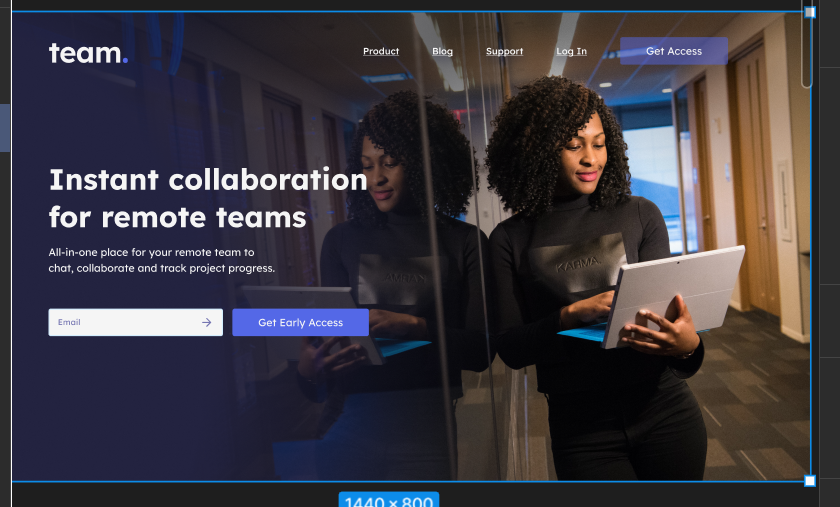 team.
Product Blog Support Log In Get Access
Instant collaboration
for remote teams
All-in-one place for your remote team to
chat, collaborate and track project progress.
Email Get Early Access
KARMA
1440 × 800